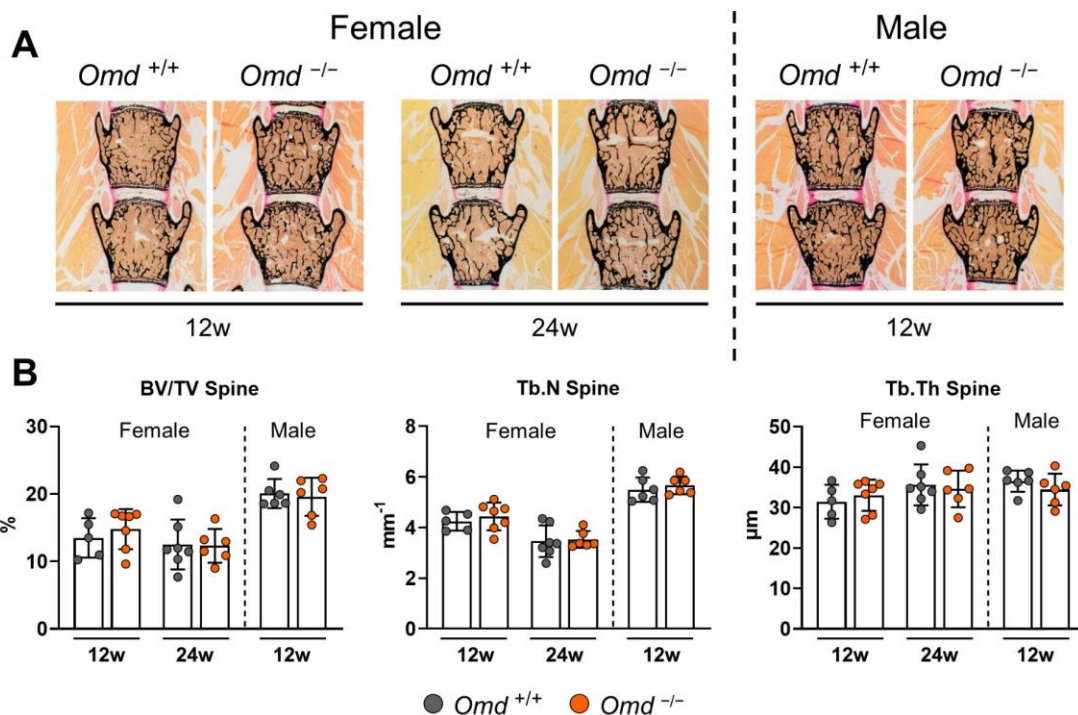 A
Female
Male
Omd +/+
Omd −/−
Omd +/+
Omd −/−
Omd +/+
Omd −/−
12w
24w
12w
B
BV/TV Spine
Tb.N Spine
Tb.Th Spine
30
20
10
0
%
Female
Male
12w
24w
12w
8
6
4
2
0
mm⁻¹
Female
Male
12w
24w
12w
50
40
30
20
10
0
µm
Female
Male
12w
24w
12w
Omd +/+
Omd −/−